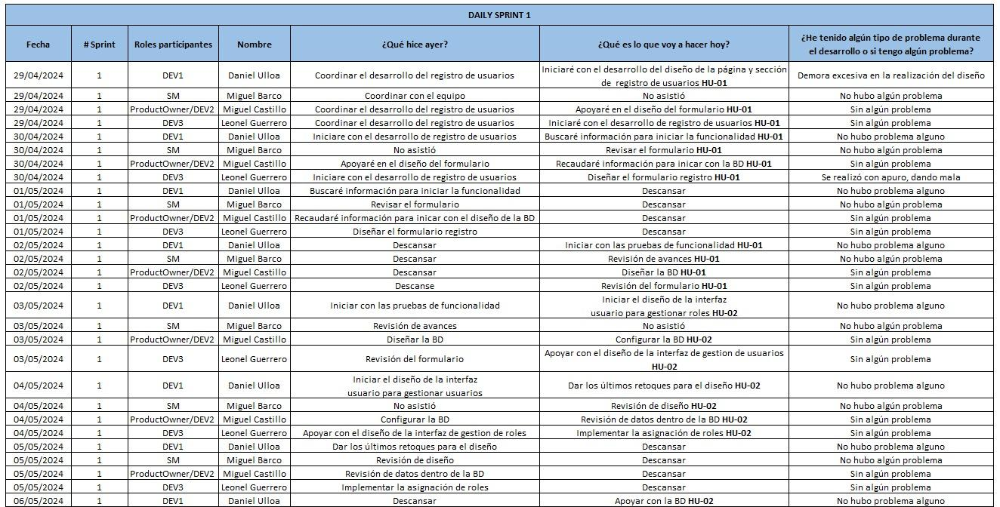 DAILY SPRINT 1
Fecha # Sprint Roles participantes Nombre ¿Qué hice ayer? ¿Qué es lo que voy a hacer hoy? ¿He tenido algún tipo de problema durante
el desarrollo o si tengo algún problema?
29/04/2024 1 DEV1 Daniel Ulloa Coordinar el desarrollo del registro de usuarios Iniciaré con el desarrollo del diseño de la página y sección
de registro de usuarios HU-01 Demora excesiva en la realización del diseño
29/04/2024 1 SM Miguel Barco Coordinar con el equipo No asistió No hubo algún problema
29/04/2024 1 ProductOwner/DEV2 Miguel Castillo Coordinar el desarrollo del registro de usuarios Apoyaré en el diseño del formulario HU-01 Sin algún problema
29/04/2024 1 DEV3 Leonel Guerrero Coordinar el desarrollo del registro de usuarios Iniciaré con el desarrollo de registro de usuarios HU-01 Sin algún problema
30/04/2024 1 DEV1 Daniel Ulloa Iniciare con el desarrollo de registro de usuarios Buscaré información para iniciar la funcionalidad HU-01 No hubo problema alguno
30/04/2024 1 SM Miguel Barco No asistió Revisar el formulario HU-01 No hubo algún problema
30/04/2024 1 ProductOwner/DEV2 Miguel Castillo Apoyaré en el diseño del formulario Recaudaré información para inicar con la BD HU-01 Sin algún problema
30/04/2024 1 DEV3 Leonel Guerrero Iniciare con el desarrollo de registro de usuarios Diseñar el formulario registro HU-01 Se realizó con apuro, dando mala
01/05/2024 1 DEV1 Daniel Ulloa Buscaré información para iniciar la funcionalidad Descansar No hubo problema alguno
01/05/2024 1 SM Miguel Barco Revisar el formulario Descansar No hubo algún problema
01/05/2024 1 ProductOwner/DEV2 Miguel Castillo Recaudaré información para inicar con el diseño de la BD Descansar Sin algún problema
01/05/2024 1 DEV3 Leonel Guerrero Diseñar el formulario registro Descansar Sin algún problema
02/05/2024 1 DEV1 Daniel Ulloa Descansar Iniciar con las pruebas de funcionalidad HU-01 No hubo problema alguno
02/05/2024 1 SM Miguel Barco Descansar Revisión de avances HU-01 No hubo algún problema
02/05/2024 1 ProductOwner/DEV2 Miguel Castillo Descansar Diseñar la BD HU-01 Sin algún problema
02/05/2024 1 DEV3 Leonel Guerrero Descanse Revisión del formulario HU-01 Sin algún problema
03/05/2024 1 DEV1 Daniel Ulloa Iniciar con las pruebas de funcionalidad Iniciar el diseño de la interfaz
usuario para gestionar roles HU-02 No hubo problema alguno
03/05/2024 1 SM Miguel Barco Revisión de avances No asistió No hubo algún problema
03/05/2024 1 ProductOwner/DEV2 Miguel Castillo Diseñar la BD Configurar la BD HU-02 Sin algún problema
03/05/2024 1 DEV3 Leonel Guerrero Revisión del formulario Apoyar con el diseño de la interfaz de gestion de usuarios
HU-02 Sin algún problema
04/05/2024 1 DEV1 Daniel Ulloa Iniciar el diseño de la interfaz
usuario para gestionar usuarios Dar los últimos retoques para el diseño HU-02 No hubo problema alguno
04/05/2024 1 SM Miguel Barco No asistió Revisión de diseño HU-02 No hubo algún problema
04/05/2024 1 ProductOwner/DEV2 Miguel Castillo Configurar la BD Revisión de datos dentro de la BD HU-02 Sin algún problema
04/05/2024 1 DEV3 Leonel Guerrero Apoyar con el diseño de la interfaz de gestion de roles Implementar la asignación de roles HU-02 Sin algún problema
05/05/2024 1 DEV1 Daniel Ulloa Dar los últimos retoques para el diseño Descansar No hubo problema alguno
05/05/2024 1 SM Miguel Barco Revisión de diseño Descansar No hubo algún problema
05/05/2024 1 ProductOwner/DEV2 Miguel Castillo Revisión de datos dentro de la BD Descansar Sin algún problema
05/05/2024 1 DEV3 Leonel Guerrero Implementar la asignación de roles Descansar Sin algún problema
06/05/2024 1 DEV1 Daniel Ulloa Descansar Apoyar con la BD HU-02 No hubo problema alguno